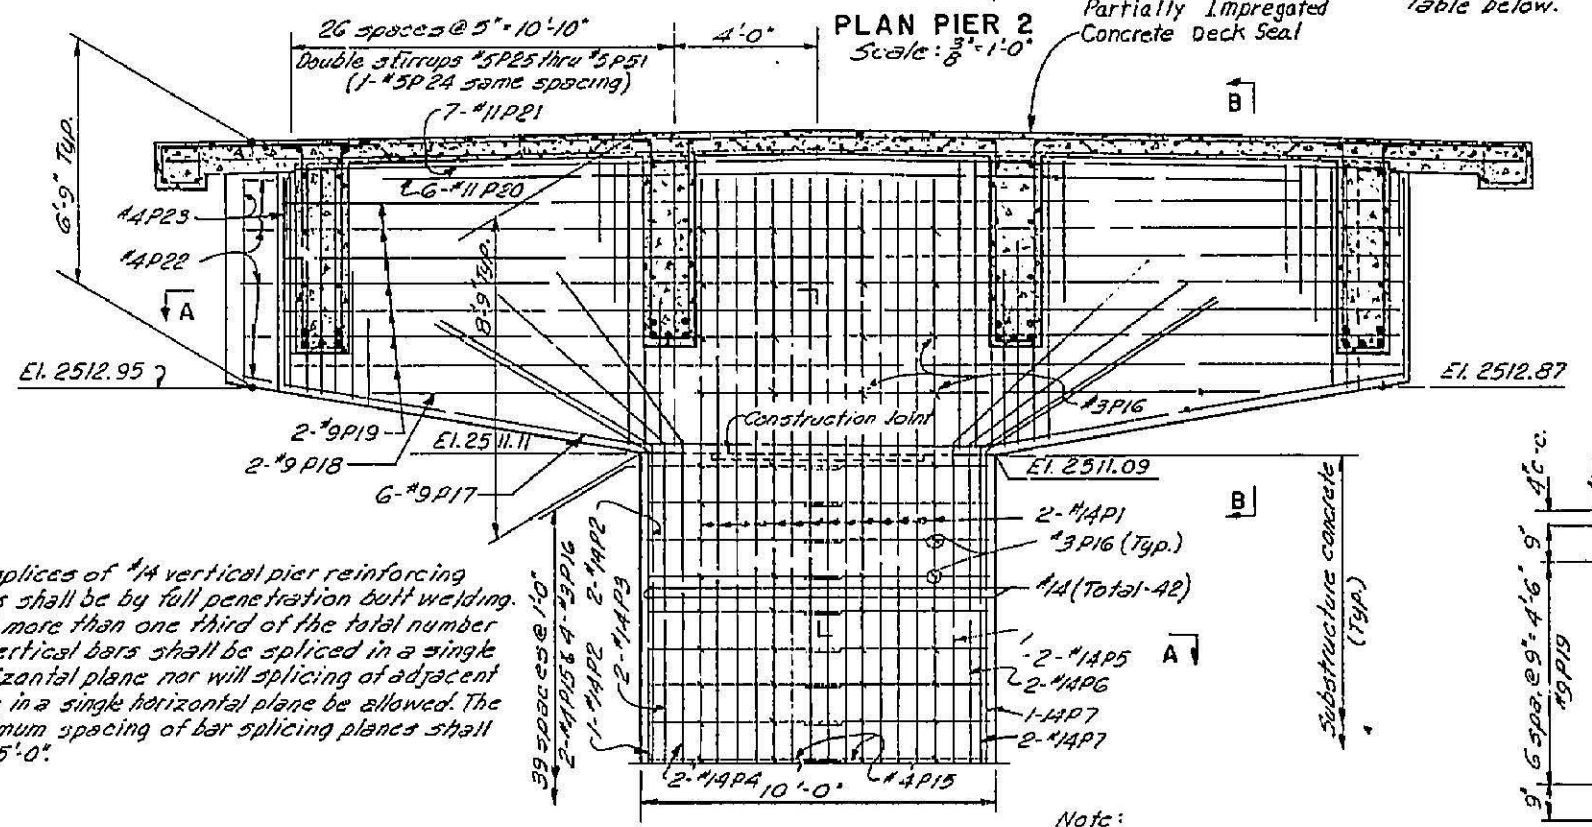 PLAN PIER 2
Scale: 3/8"=1'-0"
Partially Impregated
Concrete Deck Seal
Table below.
26 spaces @ 5" = 10'-10"
Double stirrups #5P25 thru #5P51
(1-#5P24 same spacing)
4'-0"
7-#11P21
6-#11P20
B
6'-9" Typ.
#4P23
#4P22
A
8'-9" Typ.
El. 2512.95
El. 2512.87
2-#9P19
2-#9P18
6-#9P17
El. 2511.11
Construction Joint
#3P16
El. 2511.09
B
2-#14P1
#3P16 (Typ.)
#14 (Total-42)
2-#14P5
2-#14P6
1-14P7
2-#14P7
A
Substructure concrete
(Typ.)
splices of #14 vertical pier reinforcing
s shall be by full penetration butt welding.
more than one third of the total number
vertical bars shall be spliced in a single
izontal plane nor will splicing of adjacent
in a single horizontal plane be allowed. The
mum spacing of bar splicing planes shall
5'-0".
39 spaces @ 1'-0"
2-#4P15 & 4-#3P16
1-#14P2
2-#14P2
2-#14P3
2-#14P4
#4P15
10'-0"
Note:
4" c-c.
9"
6 spa. @ 9" = 4'-6"
#9P19
9"